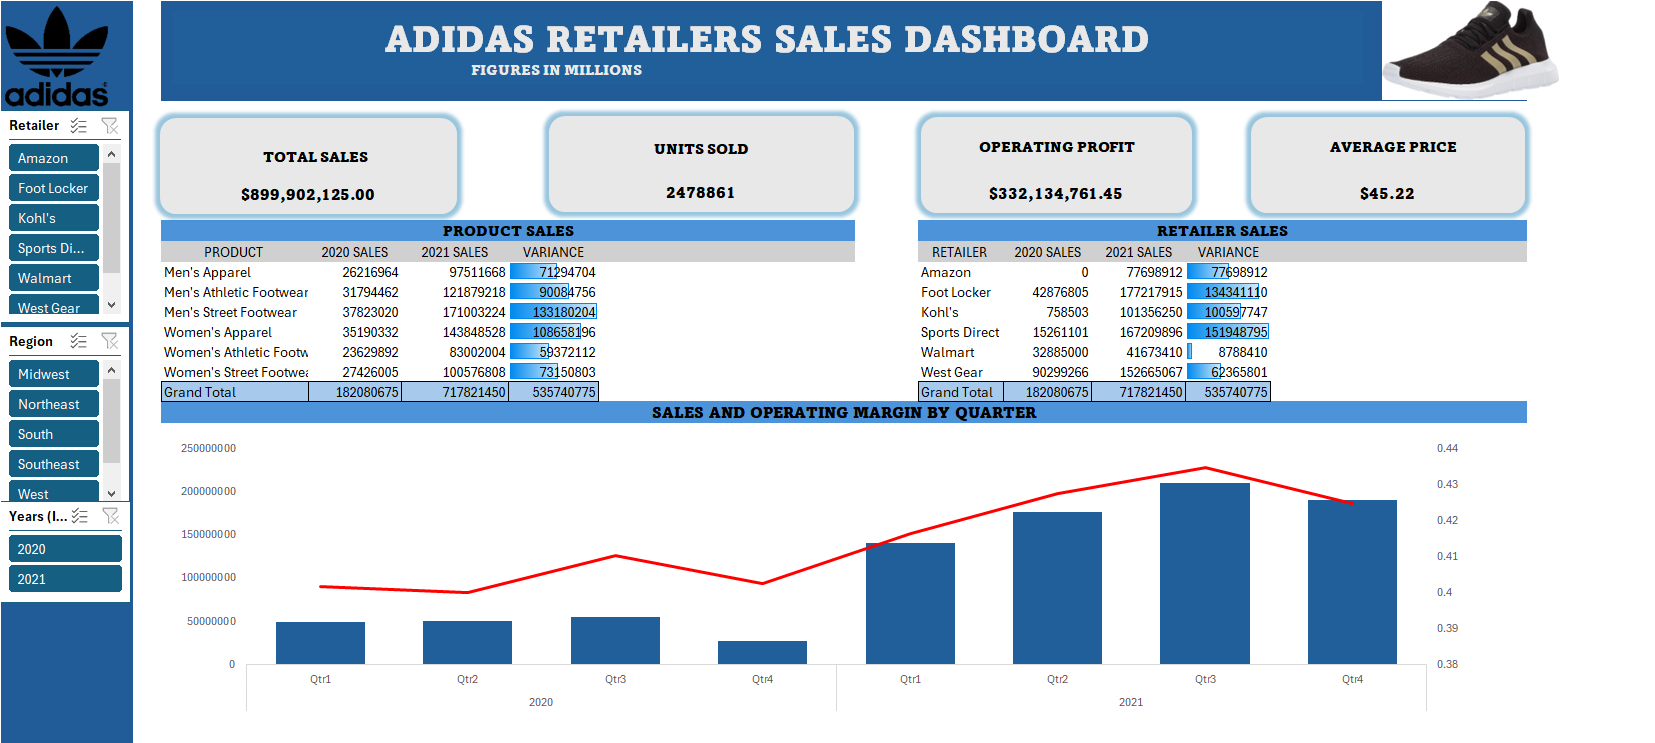 adidas
ADIDAS RETAILERS SALES DASHBOARD
FIGURES IN MILLIONS
Retailer
Amazon
Foot Locker
Kohl's
Sports Di...
Walmart
West Gear
Region
Midwest
Northeast
South
Southeast
West
Years (I...
2020
2021
TOTAL SALES
$899,902,125.00
UNITS SOLD
2478861
OPERATING PROFIT
$332,134,761.45
AVERAGE PRICE
$45.22
PRODUCT SALES
PRODUCT 2020 SALES 2021 SALES VARIANCE
Men's Apparel 26216964 97511668 71294704
Men's Athletic Footwear 31794462 121879218 90084756
Men's Street Footwear 37823020 171003224 133180204
Women's Apparel 35190332 143848528 108658196
Women's Athletic Footw 23629892 83002004 59372112
Women's Street Footwea 27426005 100576808 73150803
Grand Total 182080675 717821450 535740775
RETAILER SALES
RETAILER 2020 SALES 2021 SALES VARIANCE
Amazon 0 77698912 77698912
Foot Locker 42876805 177217915 134341110
Kohl's 758503 101356250 100597747
Sports Direct 15261101 167209896 151948795
Walmart 32885000 41673410 8788410
West Gear 90299266 152665067 62365801
Grand Total 182080675 717821450 535740775
SALES AND OPERATING MARGIN BY QUARTER
250000000
200000000
150000000
100000000
50000000
0
0.44
0.43
0.42
0.41
0.4
0.39
0.38
Qtr1 Qtr2 Qtr3 Qtr4 Qtr1 Qtr2 Qtr3 Qtr4
2020 2021